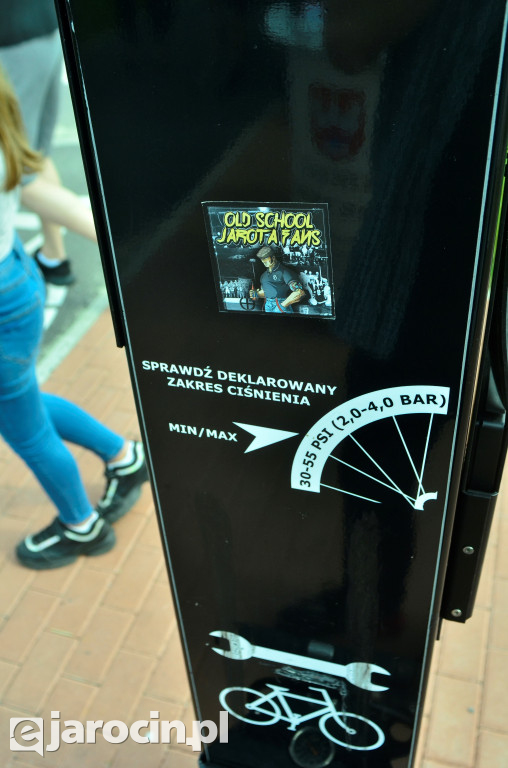 OLD SCHOOL
JAROTA FANS
SPRAWDŹ DEKLAROWANY
ZAKRES CIŚNIENIA
MIN/MAX
30-55 PSI (2,0-4,0 BAR)
ejarocin.pl